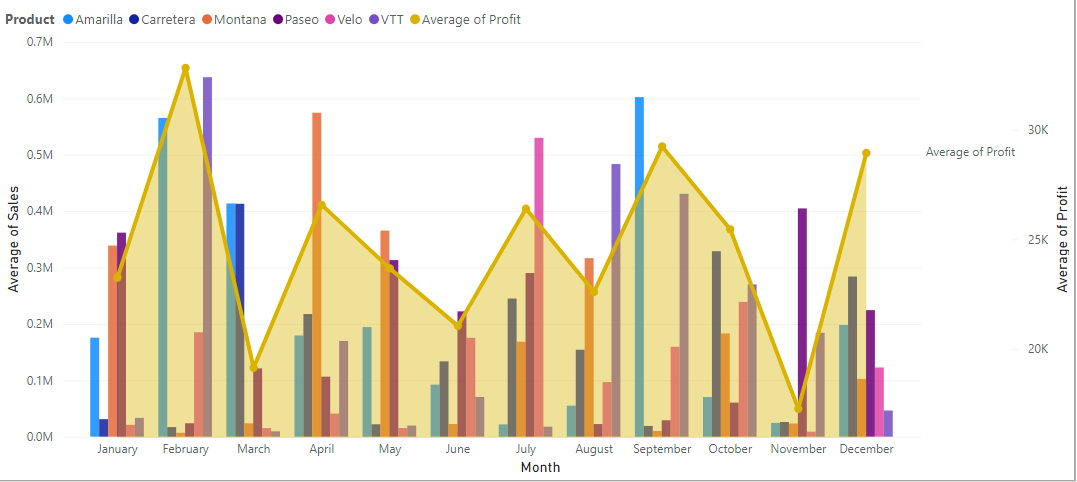 Product Amarilla Carretera Montana Paseo Velo VTT Average of Profit
0.7M
0.6M
0.5M
0.4M
0.3M
0.2M
0.1M
0.0M
Average of Sales
January February March April May June July August September October November December
Month
30K
25K
20K
Average of Profit
Average of Profit